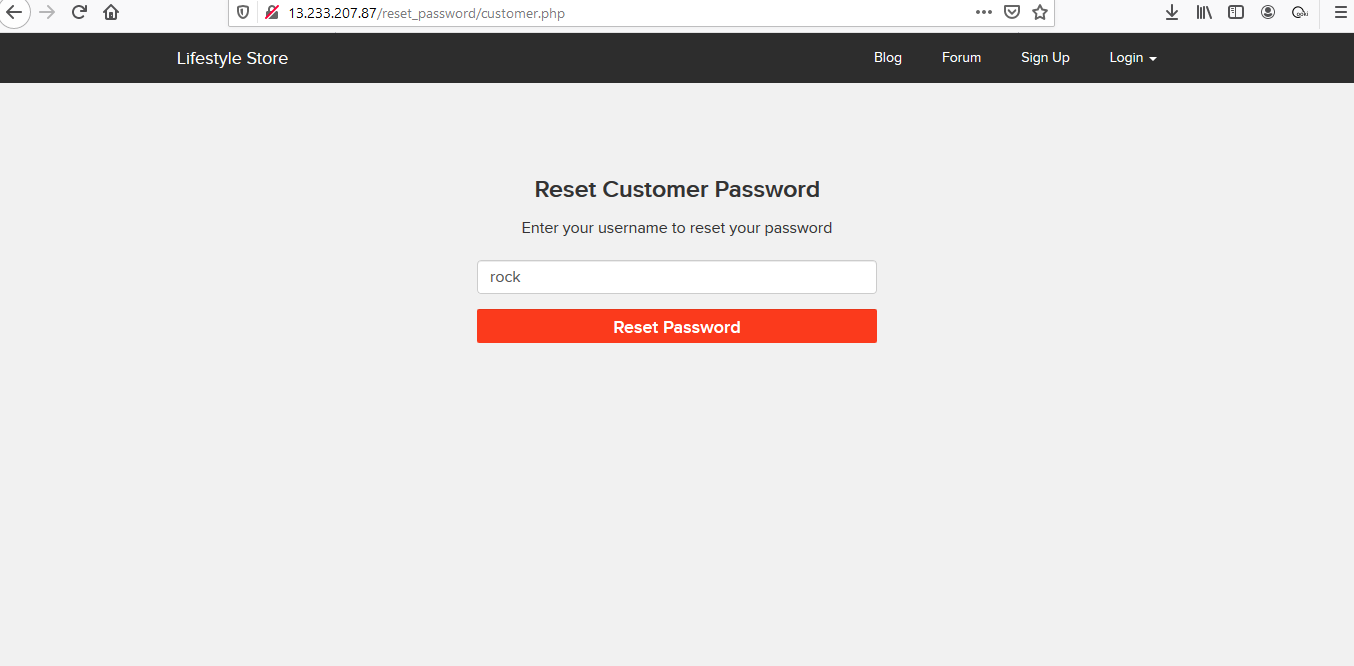 13.233.207.87/reset_password/customer.php
Lifestyle Store
Blog
Forum
Sign Up
Login
Reset Customer Password
Enter your username to reset your password
rock
Reset Password